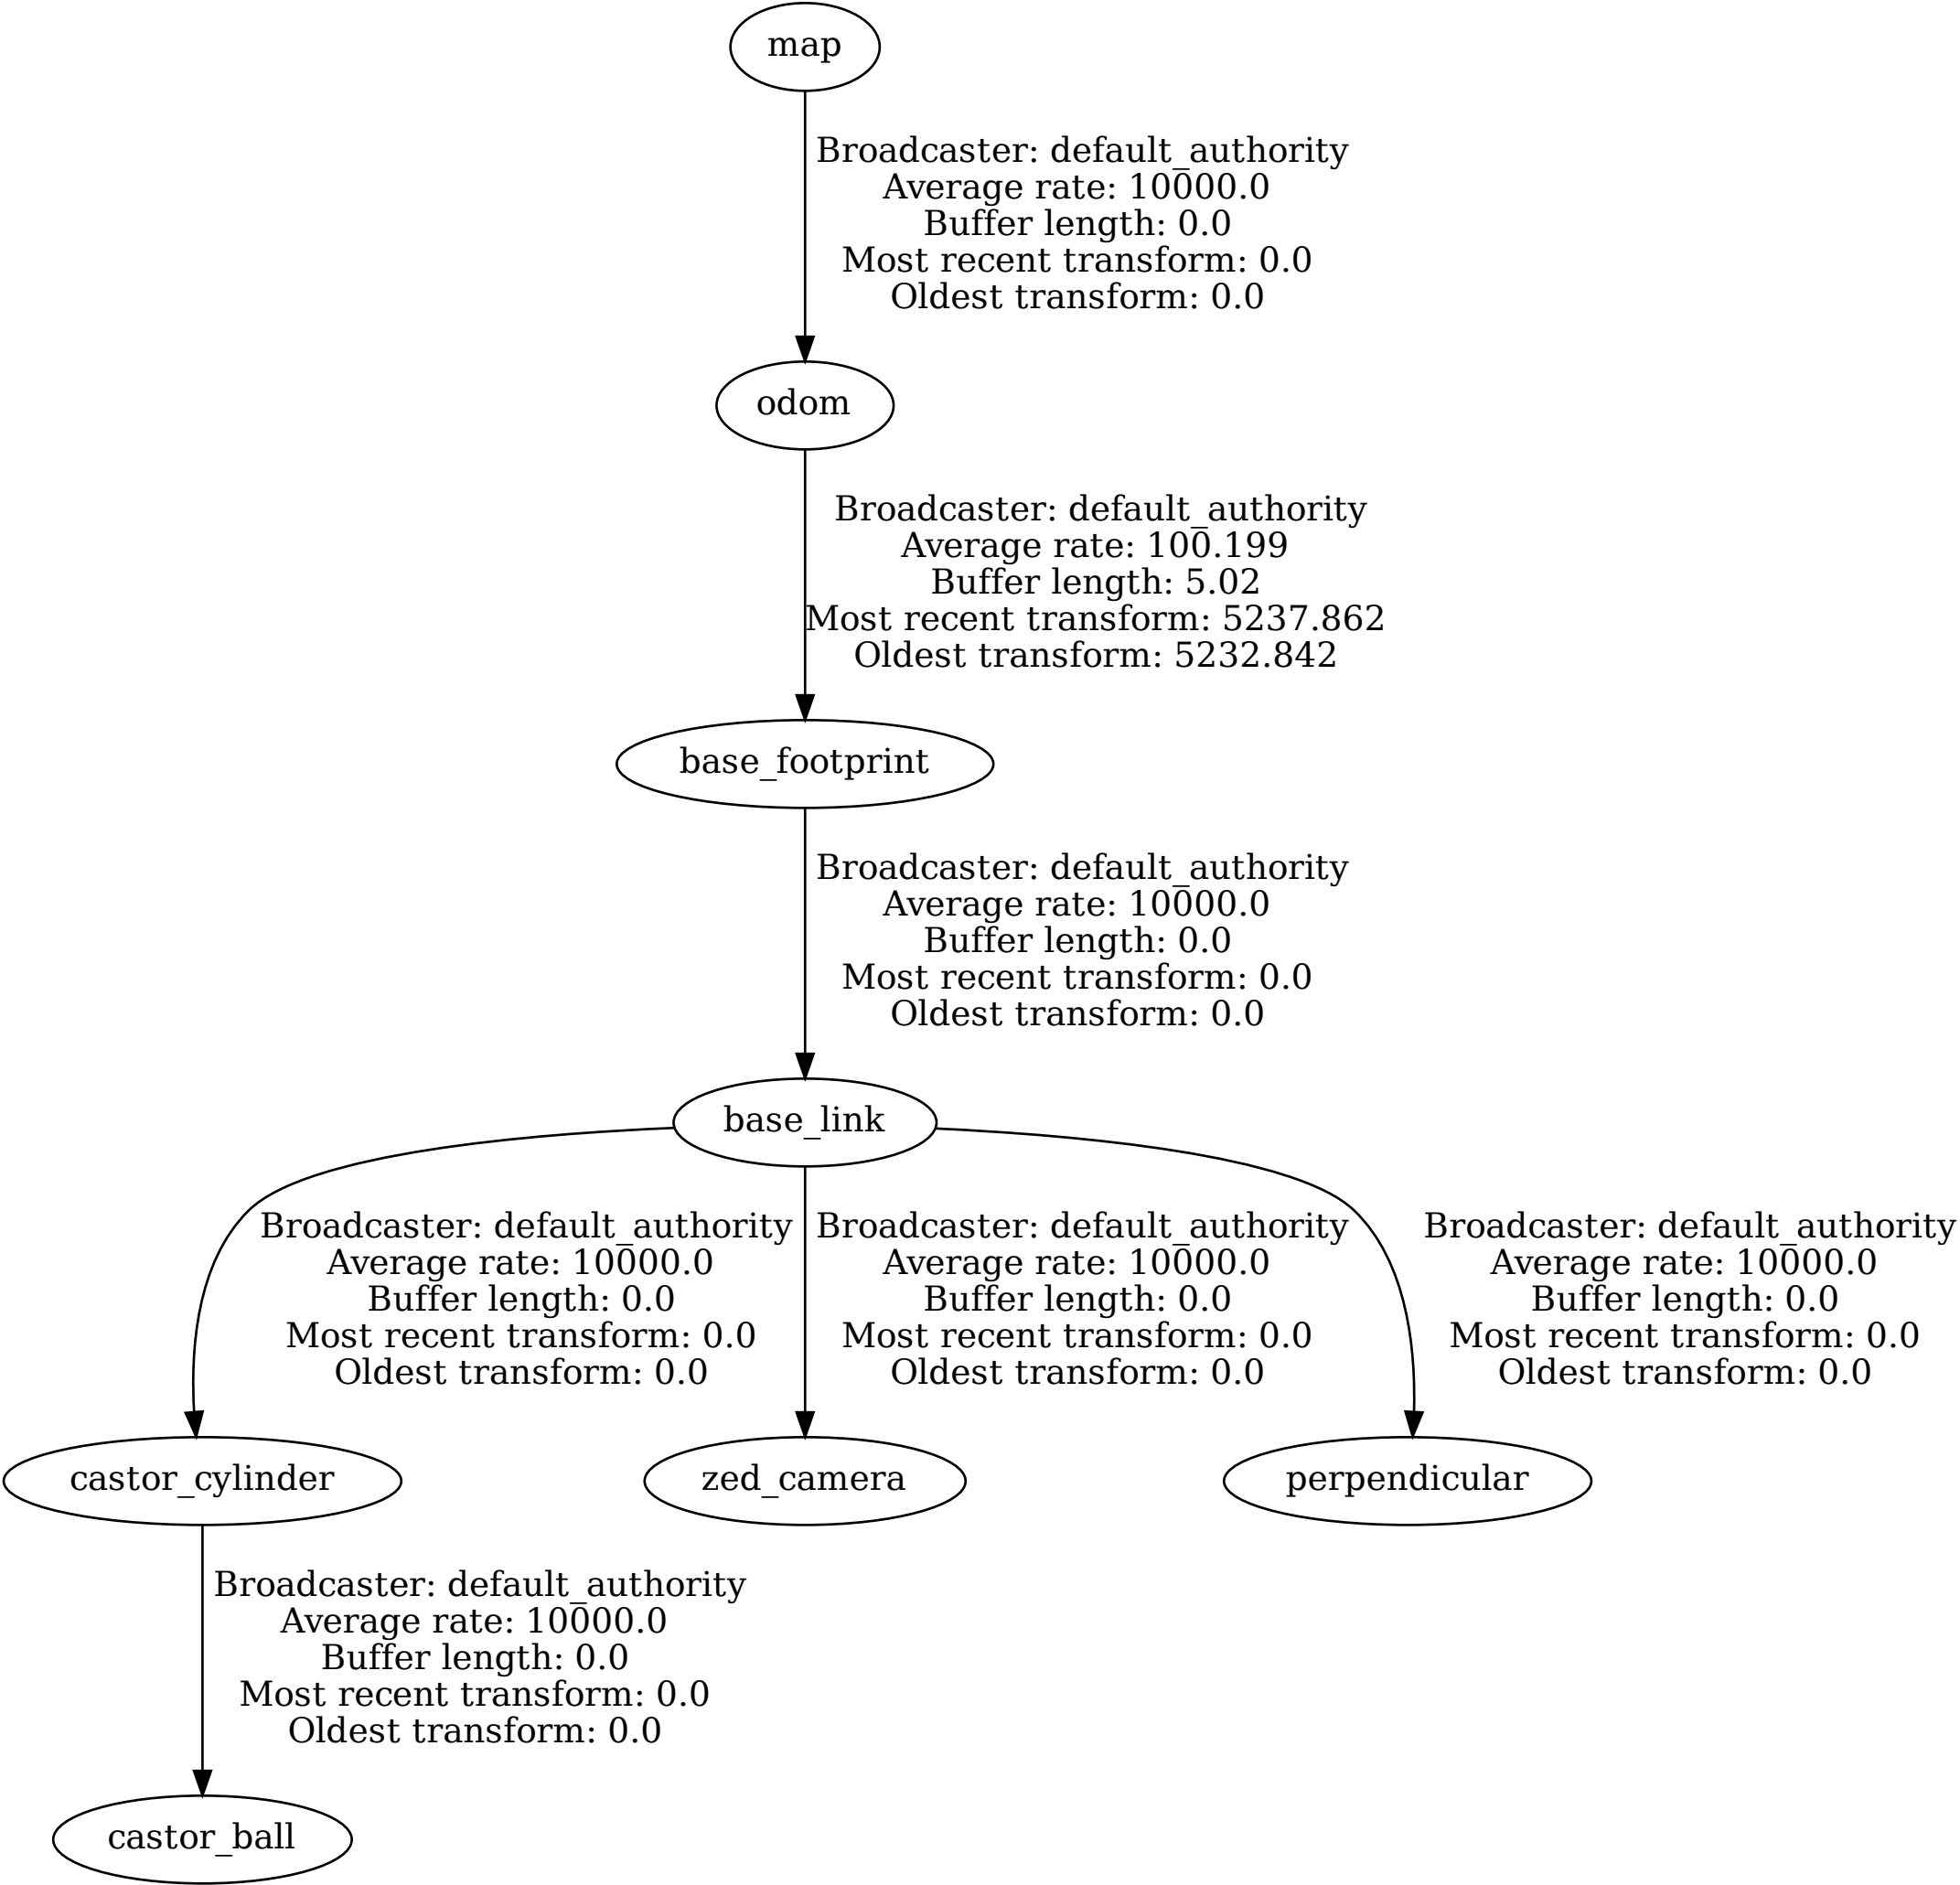 map
Broadcaster: default_authority
Average rate: 10000.0
Buffer length: 0.0
Most recent transform: 0.0
Oldest transform: 0.0
odom
Broadcaster: default_authority
Average rate: 100.199
Buffer length: 5.02
Most recent transform: 5237.862
Oldest transform: 5232.842
base_footprint
Broadcaster: default_authority
Average rate: 10000.0
Buffer length: 0.0
Most recent transform: 0.0
Oldest transform: 0.0
base_link
Broadcaster: default_authority
Average rate: 10000.0
Buffer length: 0.0
Most recent transform: 0.0
Oldest transform: 0.0
Broadcaster: default_authority
Average rate: 10000.0
Buffer length: 0.0
Most recent transform: 0.0
Oldest transform: 0.0
Broadcaster: default_authority
Average rate: 10000.0
Buffer length: 0.0
Most recent transform: 0.0
Oldest transform: 0.0
castor_cylinder
zed_camera
perpendicular
Broadcaster: default_authority
Average rate: 10000.0
Buffer length: 0.0
Most recent transform: 0.0
Oldest transform: 0.0
castor_ball